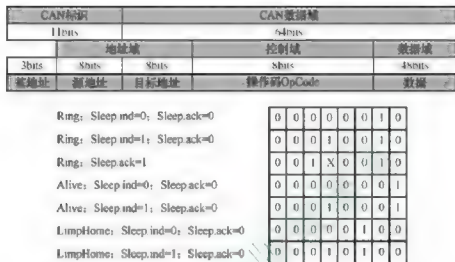 CAN标识 CAN数据域
11bits 64bits
地址域 控制域 数据域
3bits 8bits 8bits 8bits 48bits
基地址 源地址 目标地址 操作码OpCode 数据
Ring; Sleep.ind=0; Sleep.ack=0 0 0 0 0 0 0 1 0
Ring; Sleep.ind=1; Sleep.ack=0 0 0 0 1 0 0 1 0
Ring; Sleep.ack=1 0 0 1 X 0 0 1 0
Alive; Sleep.ind=0; Sleep.ack=0 0 0 0 0 0 0 0 1
Alive; Sleep.ind=1; Sleep.ack=0 0 0 0 1 0 0 0 1
LimpHome; Sleep.ind=0; Sleep.ack=0 0 0 0 0 0 1 0 0
LimpHome; Sleep.ind=1; Sleep.ack=0 0 0 0 1 0 1 0 0